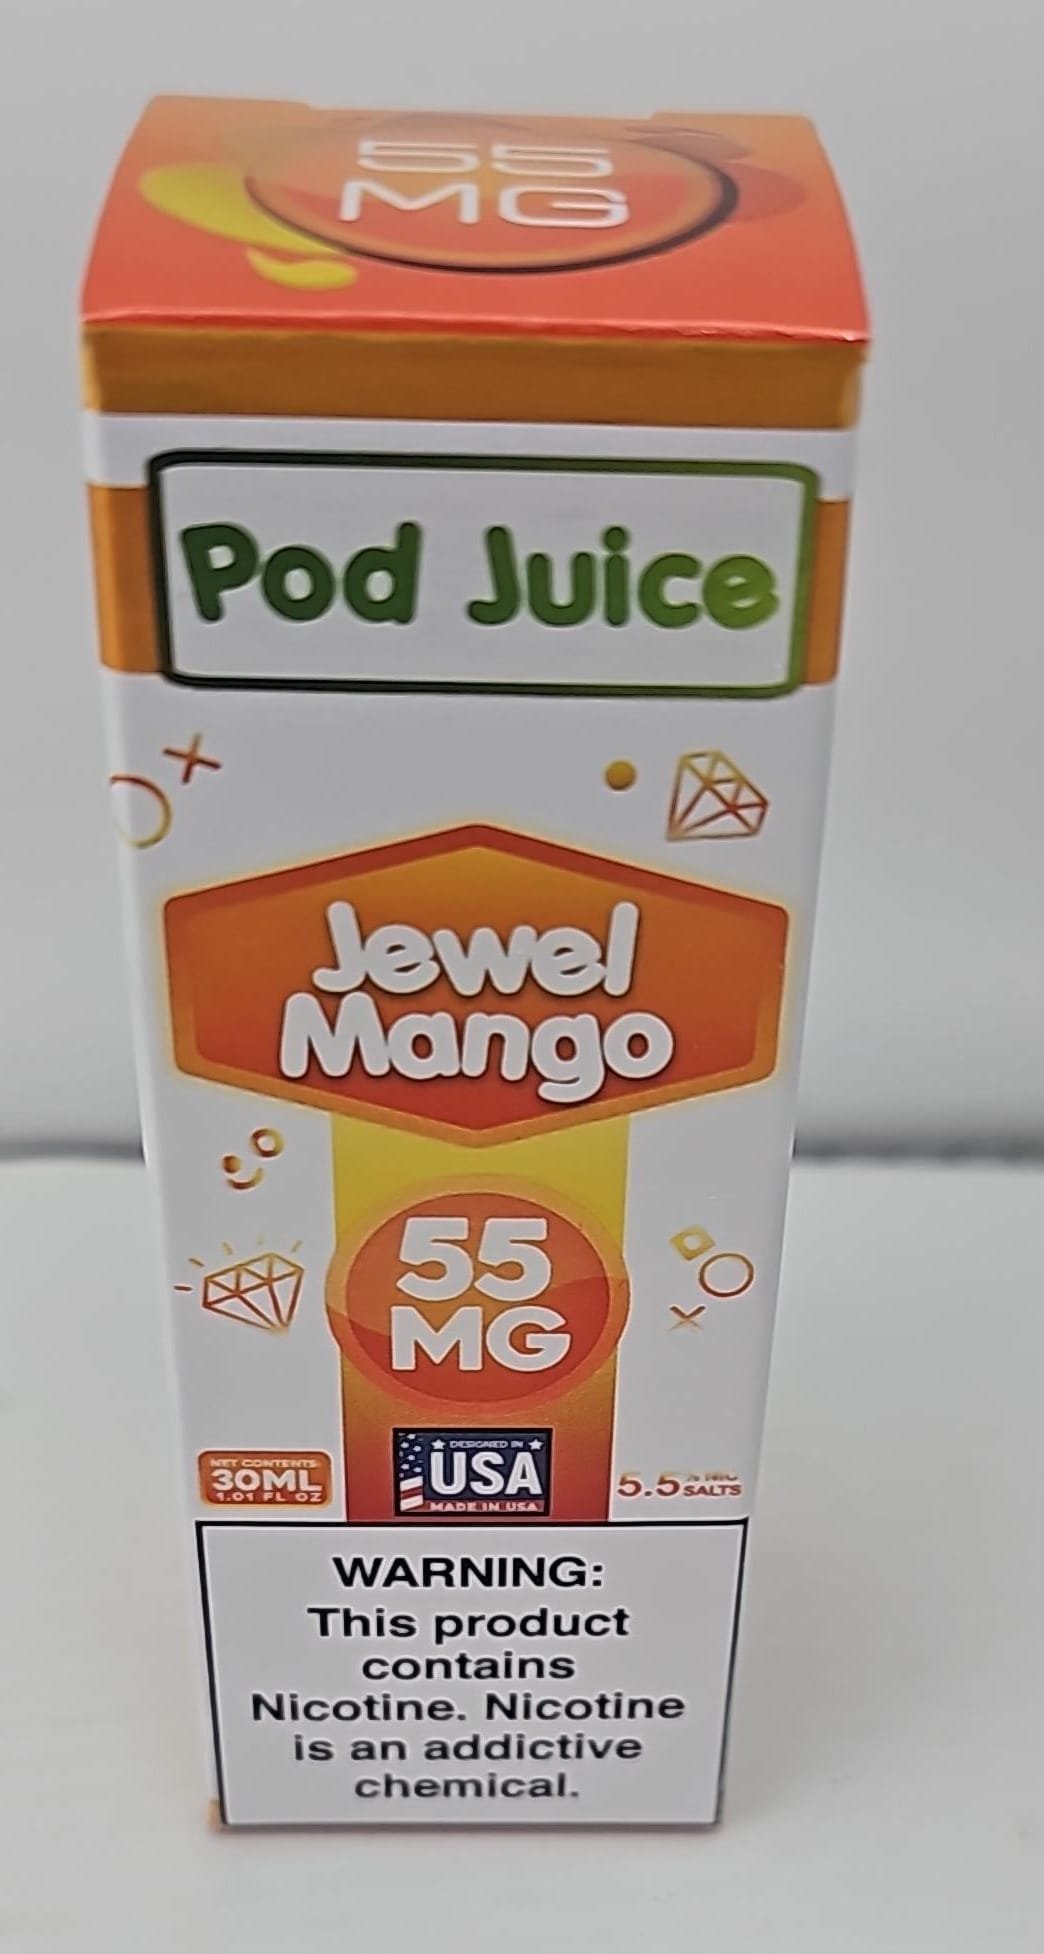 55
MG
Pod Juice
Jewel
Mango
55
MG
NET CONTENTS
30ML
1.01 FL OZ
DESIGNED IN
USA
MADE IN USA
5.5% NIC
SALTS
WARNING:
This product
contains
Nicotine. Nicotine
is an addictive
chemical.